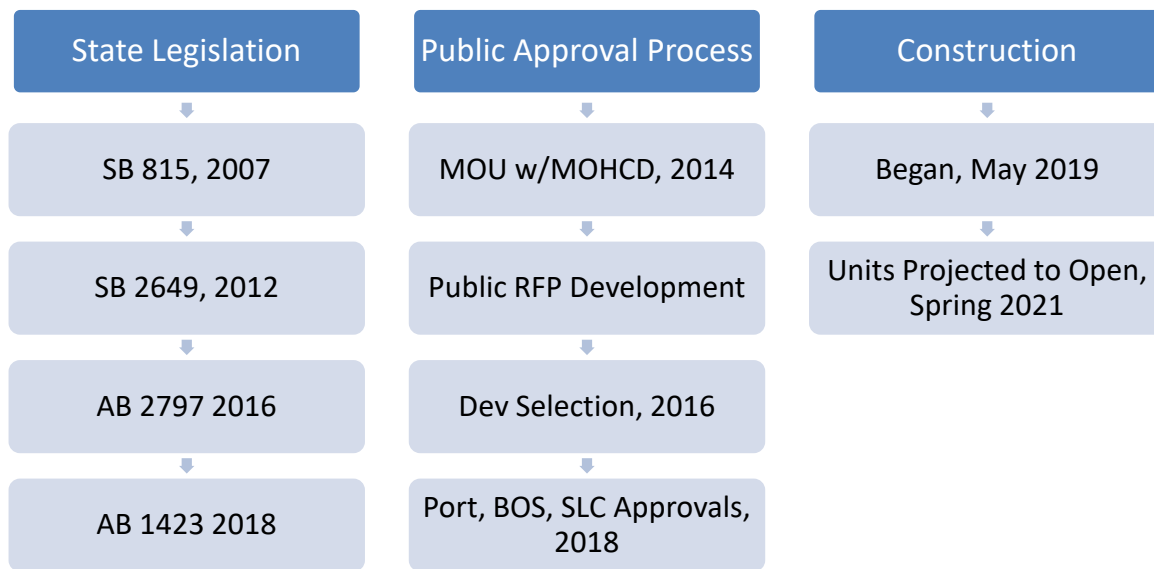 State Legislation
SB 815, 2007
SB 2649, 2012
AB 2797 2016
AB 1423 2018
Public Approval Process
MOU w/MOHCD, 2014
Public RFP Development
Dev Selection, 2016
Port, BOS, SLC Approvals,
2018
Construction
Began, May 2019
Units Projected to Open,
Spring 2021